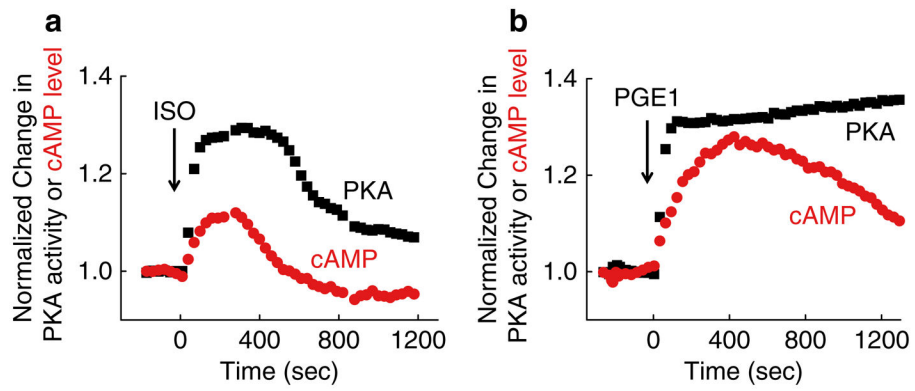 a
Normalized Change in
PKA activity or cAMP level
1.4
1.2
1.0
ISO
PKA
cAMP
0 400 800 1200
Time (sec)
b
Normalized Change in
PKA activity or cAMP level
1.4
1.2
1.0
PGE1
PKA
cAMP
0 400 800 1200
Time (sec)